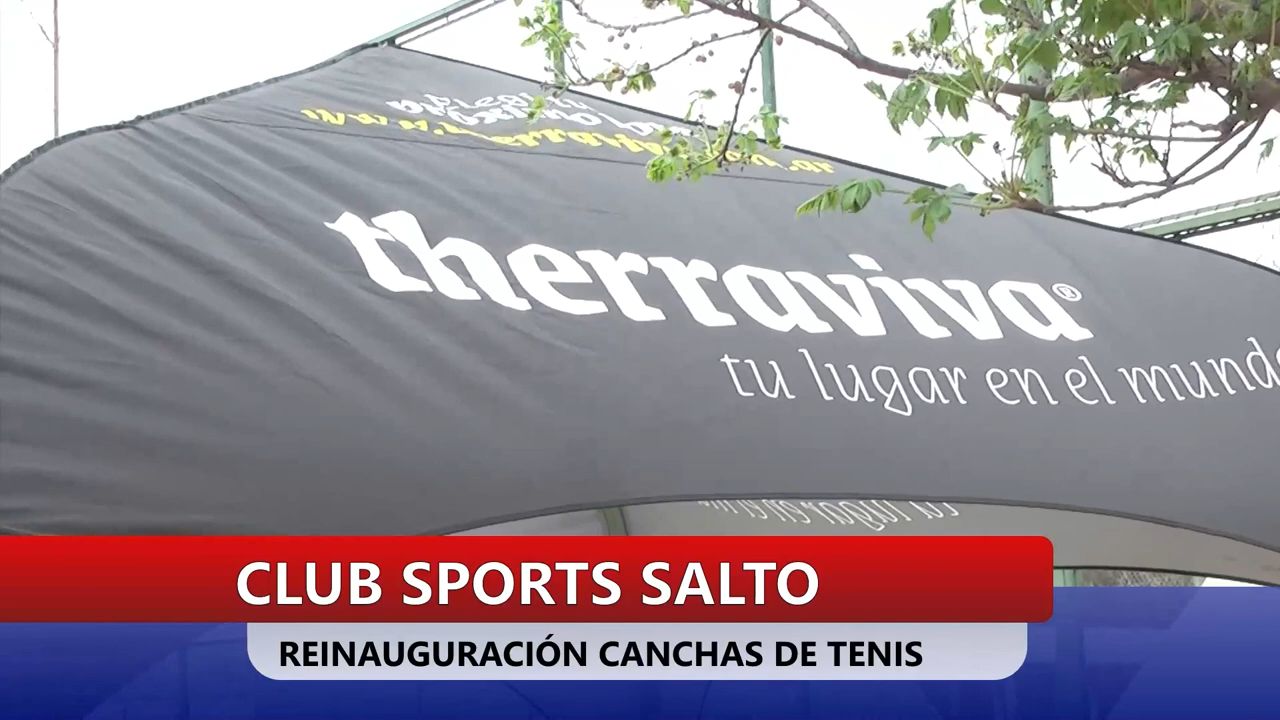 therraviva®
tu lugar en el mundo
CLUB SPORTS SALTO
REINAUGURACIÓN CANCHAS DE TENIS